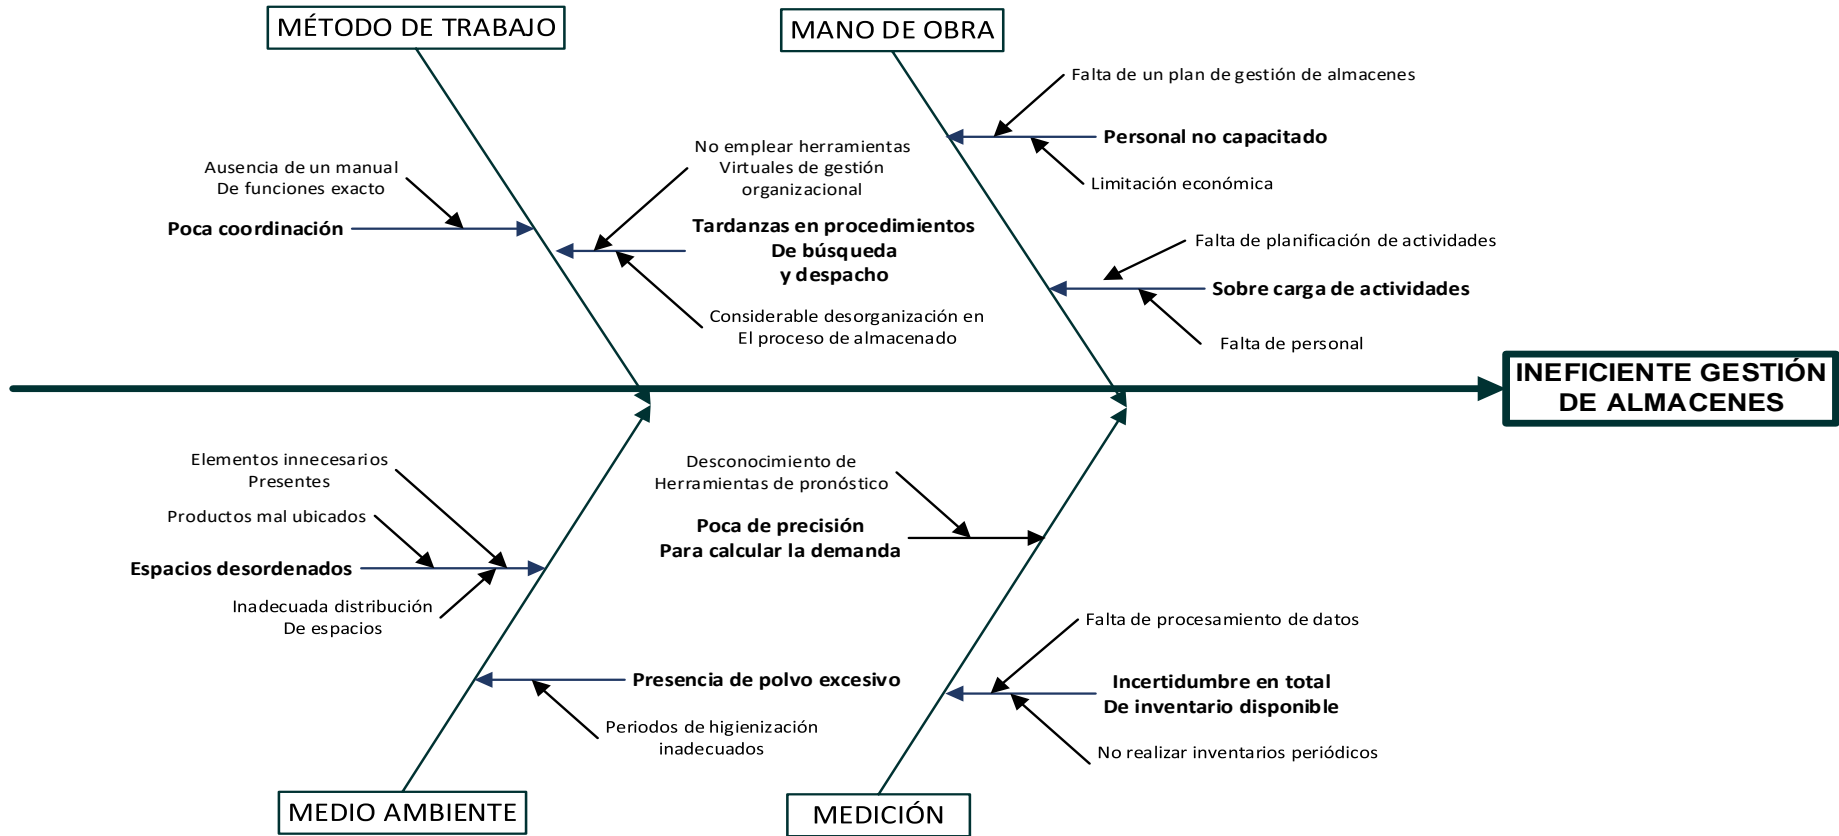 MÉTODO DE TRABAJO
MANO DE OBRA
Falta de un plan de gestión de almacenes
Personal no capacitado
Limitación económica
No emplear herramientas
Virtuales de gestión
organizacional
Ausencia de un manual
De funciones exacto
Poca coordinación
Tardanzas en procedimientos
De búsqueda
y despacho
Considerable desorganización en
El proceso de almacenado
Falta de planificación de actividades
Sobre carga de actividades
Falta de personal
INEFICIENTE GESTIÓN
DE ALMACENES
Elementos innecesarios
Presentes
Productos mal ubicados
Espacios desordenados
Inadecuada distribución
De espacios
Presencia de polvo excesivo
Periodos de higienización
inadecuados
Desconocimiento de
Herramientas de pronóstico
Poca de precisión
Para calcular la demanda
Falta de procesamiento de datos
Incertidumbre en total
De inventario disponible
No realizar inventarios periódicos
MEDIO AMBIENTE
MEDICIÓN